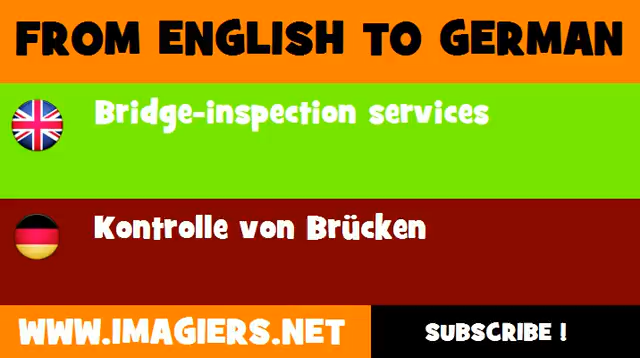 FROM ENGLISH TO GERMAN
Bridge-inspection services
Kontrolle von Brücken
WWW.IMAGIERS.NET
SUBSCRIBE !